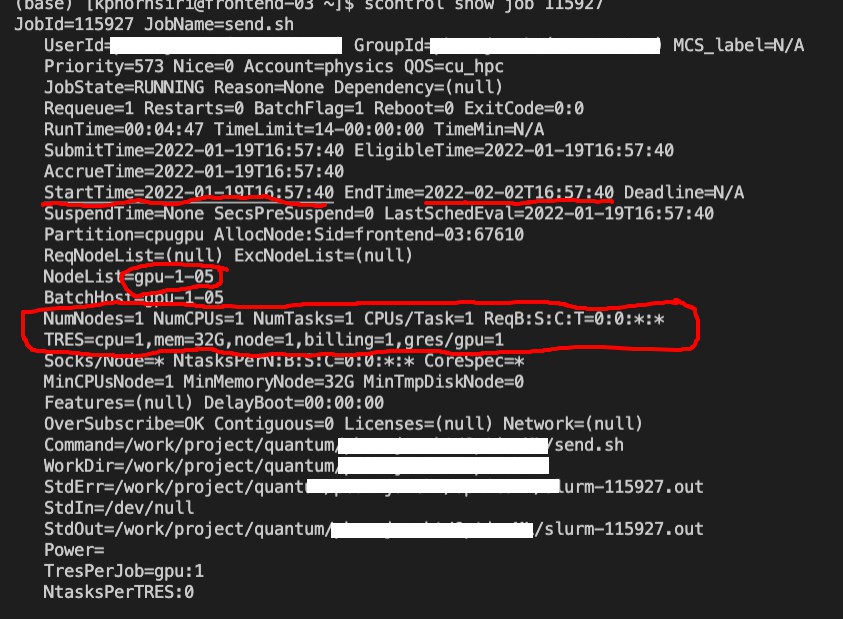 (base) [kphornsiri@frontend-03 ~]$ scontrol show job 115927
JobId=115927 JobName=send.sh
UserId= GroupId= ) MCS_label=N/A
Priority=573 Nice=0 Account=physics QOS=cu_hpc
JobState=RUNNING Reason=None Dependency=(null)
Requeue=1 Restarts=0 BatchFlag=1 Reboot=0 ExitCode=0:0
RunTime=00:04:47 TimeLimit=14-00:00:00 TimeMin=N/A
SubmitTime=2022-01-19T16:57:40 EligibleTime=2022-01-19T16:57:40
AccrueTime=2022-01-19T16:57:40
StartTime=2022-01-19T16:57:40 EndTime=2022-02-02T16:57:40 Deadline=N/A
SuspendTime=None SecsPreSuspend=0 LastSchedEval=2022-01-19T16:57:40
Partition=cpugpu AllocNode:Sid=frontend-03:67610
ReqNodeList=(null) ExcNodeList=(null)
NodeList=gpu-1-05
BatchHost=gpu-1-05
NumNodes=1 NumCPUs=1 NumTasks=1 CPUs/Task=1 ReqB:S:C:T=0:0:*:*
TRES=cpu=1,mem=32G,node=1,billing=1,gres/gpu=1
Socks/Node=* NtasksPerN:B:S:C=0:0:*:* CoreSpec=*
MinCPUsNode=1 MinMemoryNode=32G MinTmpDiskNode=0
Features=(null) DelayBoot=00:00:00
OverSubscribe=OK Contiguous=0 Licenses=(null) Network=(null)
Command=/work/project/quantum/ /send.sh
WorkDir=/work/project/quantum/
StdErr=/work/project/quant lurm-115927.out
StdIn=/dev/null
StdOut=/work/project/quantum/ /slurm-115927.out
Power=
TresPerJob=gpu:1
NtasksPerTRES:0